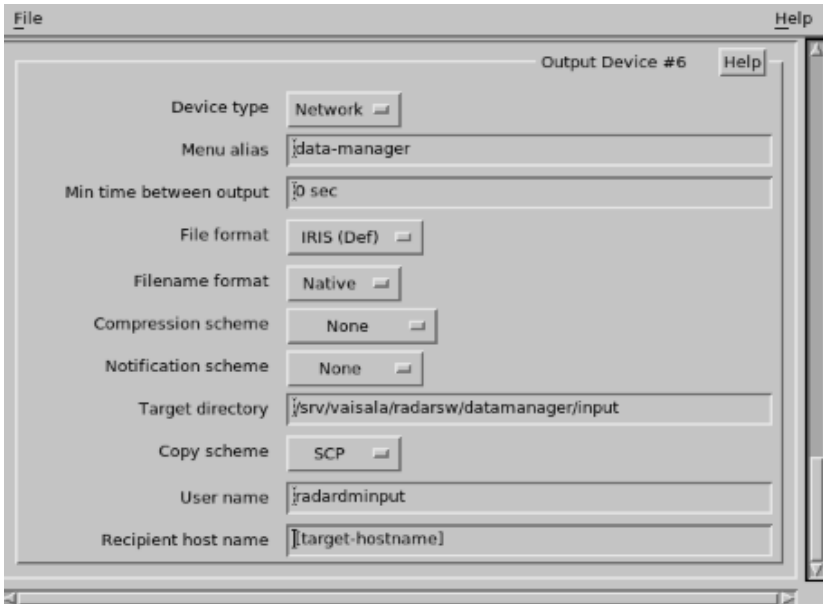 File Help
Output Device #6 Help
Device type Network
Menu alias data-manager
Min time between output 0 sec
File format IRIS (Def)
Filename format Native
Compression scheme None
Notification scheme None
Target directory /srv/vaisala/radarsw/datamanager/input
Copy scheme SCP
User name radardminput
Recipient host name [target-hostname]